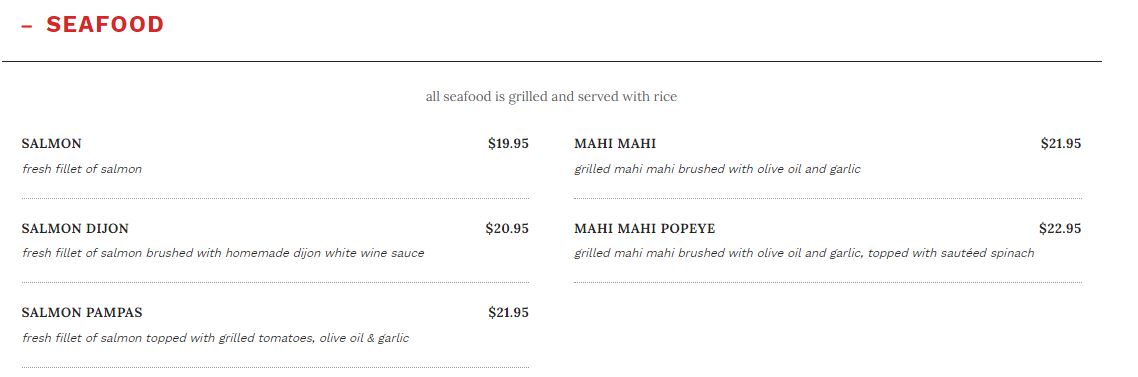 – SEAFOOD
all seafood is grilled and served with rice
SALMON $19.95
fresh fillet of salmon
SALMON DIJON $20.95
fresh fillet of salmon brushed with homemade dijon white wine sauce
SALMON PAMPAS $21.95
fresh fillet of salmon topped with grilled tomatoes, olive oil & garlic
MAHI MAHI $21.95
grilled mahi mahi brushed with olive oil and garlic
MAHI MAHI POPEYE $22.95
grilled mahi mahi brushed with olive oil and garlic, topped with sautéed spinach